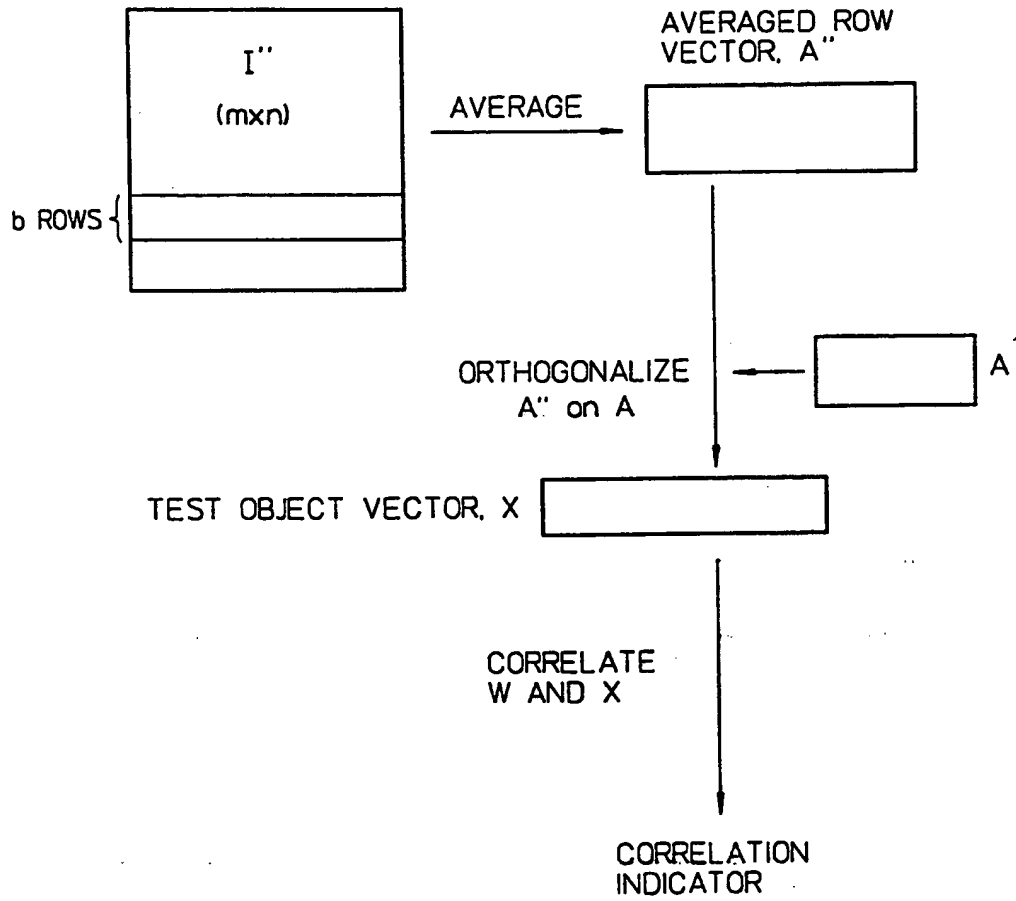 I''
(mxn)
b ROWS
AVERAGE
AVERAGED ROW
VECTOR, A''
ORTHOGONALIZE
A'' on A
A
TEST OBJECT VECTOR, X
CORRELATE
W AND X
CORRELATION
INDICATOR